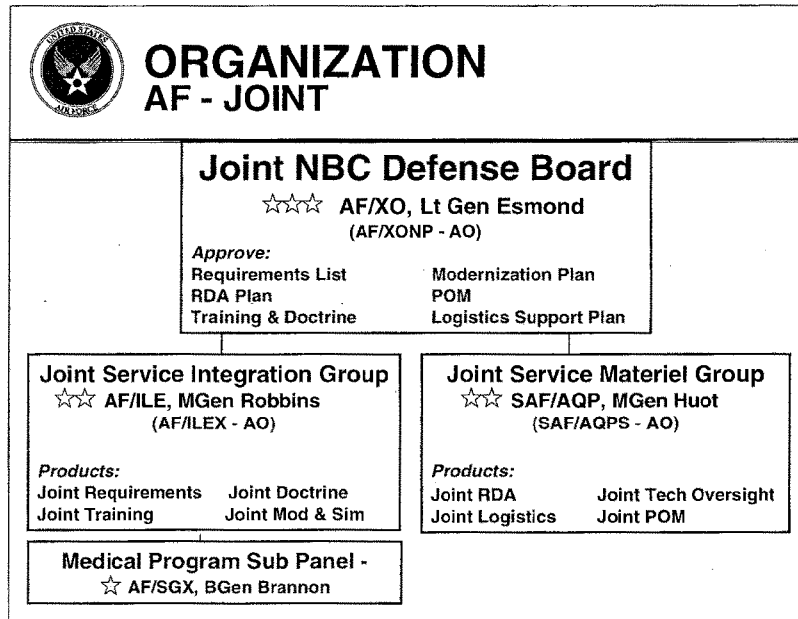 UNITED STATES
AIR FORCE
ORGANIZATION
AF - JOINT
Joint NBC Defense Board
☆☆☆ AF/XO, Lt Gen Esmond
(AF/XONP - AO)
Approve:
Requirements List Modernization Plan
RDA Plan POM
Training & Doctrine Logistics Support Plan
Joint Service Integration Group
☆☆ AF/ILE, MGen Robbins
(AF/ILEX - AO)
Products:
Joint Requirements Joint Doctrine
Joint Training Joint Mod & Sim
Joint Service Materiel Group
☆☆ SAF/AQP, MGen Huot
(SAF/AQPS - AO)
Products:
Joint RDA Joint Tech Oversight
Joint Logistics Joint POM
Medical Program Sub Panel -
☆ AF/SGX, BGen Brannon